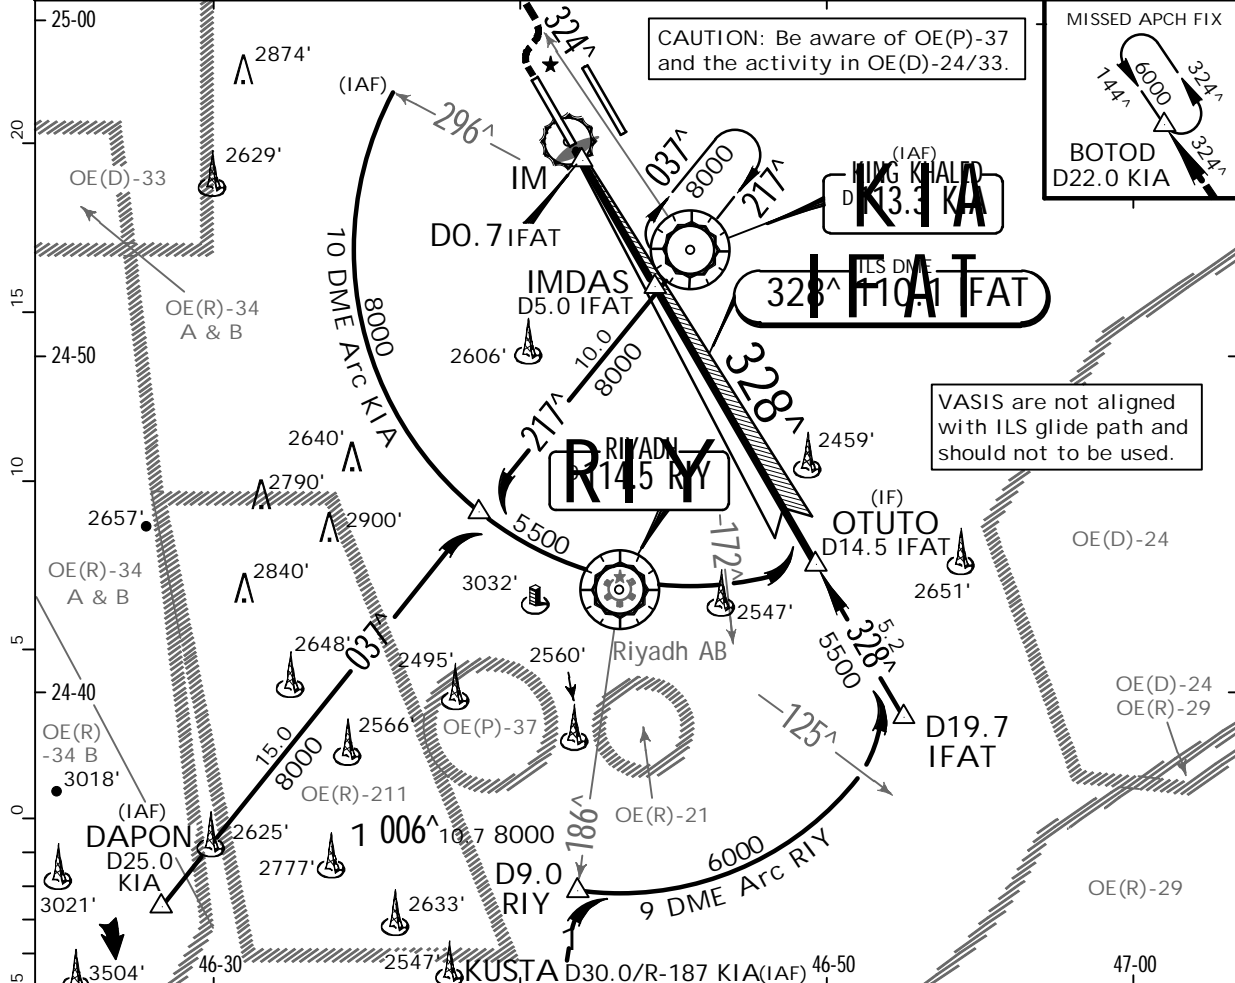 25-00
2874'
(IAF)
324^
CAUTION: Be aware of OE(P)-37
and the activity in OE(D)-24/33.
MISSED APCH FIX
6000
324^
144^
BOTOD
D22.0 KIA
324^
20
2629'
OE(D)-33
296^
IM
037^
8000
217^
(IAF)
KING KHALED
D 113.3 KIA
KIA
D0.7 IFAT
10 DME Arc KIA
8000
IMDAS
D5.0 IFAT
ILS DME
328^ 110.1 IFAT
IFAT
15
OE(R)-34
A & B
24-50
2606'
10.0
8000
328^
VASIS are not aligned
with ILS glide path and
should not to be used.
217^
2640'
2459'
10
2790'
RIYADH
D 114.5 RIY
RIY
2657'
2900'
5500
172^
(IF)
OTUTO
D14.5 IFAT
OE(D)-24
OE(R)-34
A & B
2840'
3032'
2547'
2651'
5
037^
2648'
2495'
2560'
Riyadh AB
5.2
328^
5500
24-40
OE(R)
-34 B
2566'
OE(P)-37
125^
D19.7
IFAT
OE(D)-24
OE(R)-29
15.0
8000
3018'
OE(R)-211
OE(R)-21
0
(IAF)
DAPON
D25.0
KIA
2625'
1 006^ 10.7 8000
186^
2777'
D9.0
RIY
6000
9 DME Arc RIY
OE(R)-29
3021'
2633'
5
3504'
46-30
2547'
KUSTA D30.0/R-187 KIA(IAF)
46-50
47-00